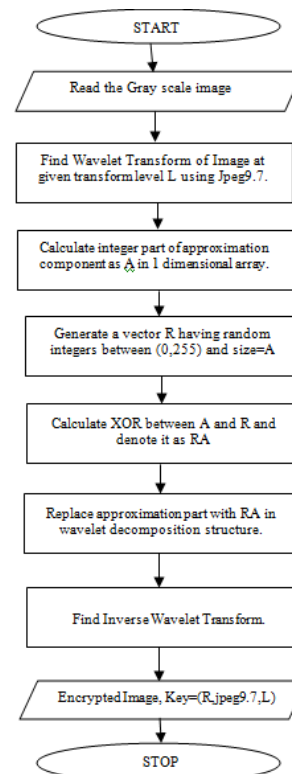 START
Read the Gray scale image
Find Wavelet Transform of Image at
given transform level L using Jpeg9.7.
Calculate integer part of approximation
component as A in 1 dimensional array.
Generate a vector R having random
integers between (0,255) and size=A
Calculate XOR between A and R and
denote it as RA
Replace approximation part with RA in
wavelet decomposition structure.
Find Inverse Wavelet Transform.
Encrypted Image, Key=(R,jpeg9.7,L)
STOP